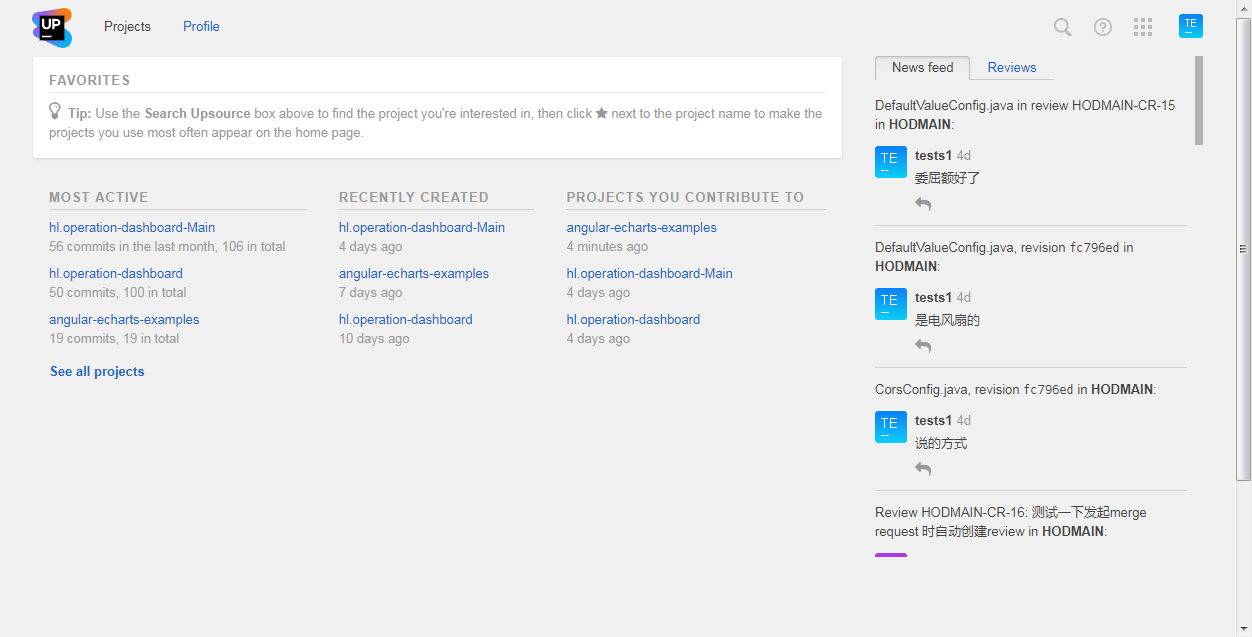 UP
Projects
Profile
TE
FAVORITES
Tip: Use the Search Upsource box above to find the project you're interested in, then click ★ next to the project name to make the
projects you use most often appear on the home page.
MOST ACTIVE
hl.operation-dashboard-Main
56 commits in the last month, 106 in total
hl.operation-dashboard
50 commits, 100 in total
angular-echarts-examples
19 commits, 19 in total
See all projects
RECENTLY CREATED
hl.operation-dashboard-Main
4 days ago
angular-echarts-examples
7 days ago
hl.operation-dashboard
10 days ago
PROJECTS YOU CONTRIBUTE TO
angular-echarts-examples
4 minutes ago
hl.operation-dashboard-Main
4 days ago
hl.operation-dashboard
4 days ago
News feed
Reviews
DefaultValueConfig.java in review HODMAIN-CR-15
in HODMAIN:
TE
tests1 4d
委屈额好了
DefaultValueConfig.java, revision fc796ed in
HODMAIN:
TE
tests1 4d
是电风扇的
CorsConfig.java, revision fc796ed in HODMAIN:
TE
tests1 4d
说的方式
Review HODMAIN-CR-16: 测试一下发起merge
request 时自动创建review in HODMAIN: